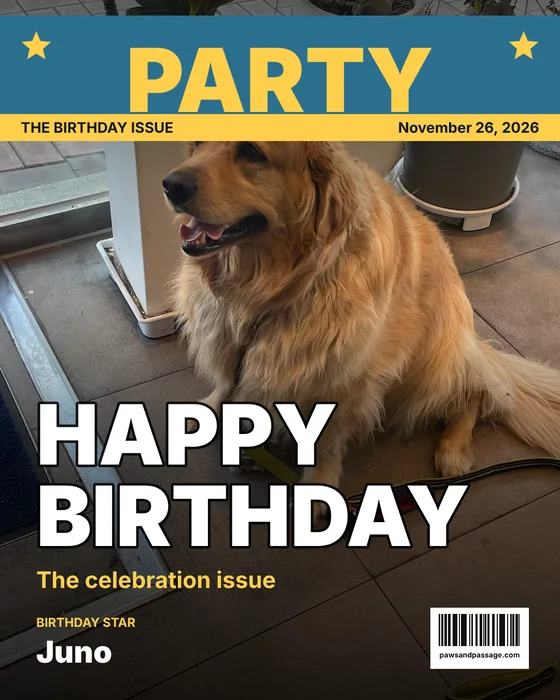 PARTY
THE BIRTHDAY ISSUE
November 26, 2026
HAPPY
BIRTHDAY
The celebration issue
BIRTHDAY STAR
Juno
pawsandpassage.com